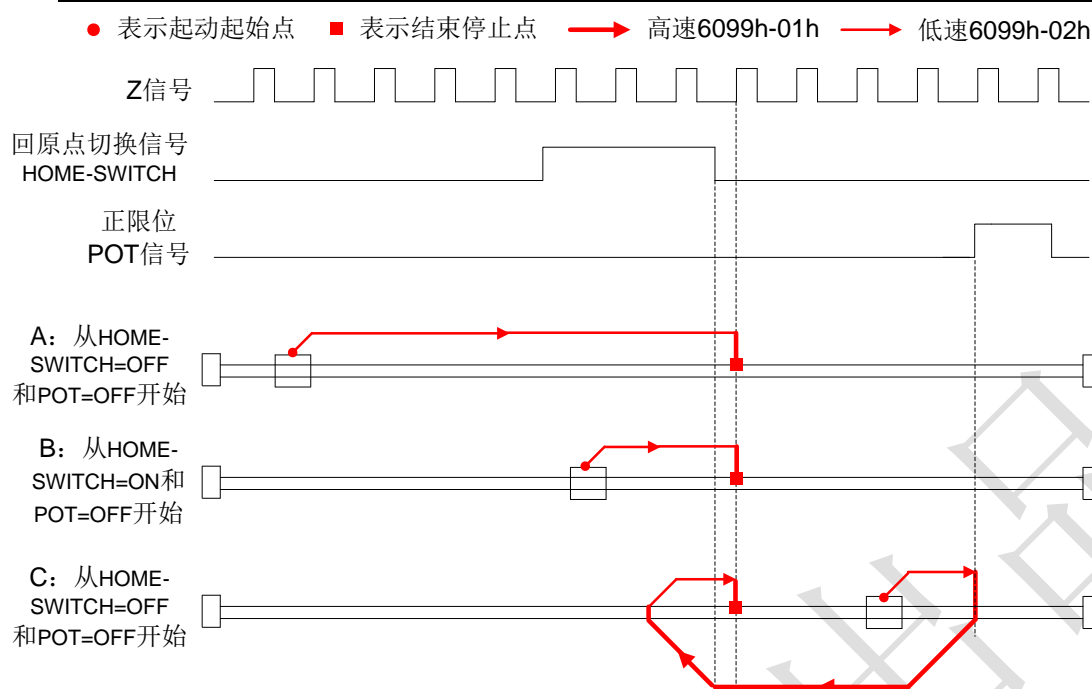 表示起动起始点 表示结束停止点 高速6099h-01h 低速6099h-02h
Z信号
回原点切换信号
HOME-SWITCH
正限位
POT信号
A：从HOME-
SWITCH=OFF
和POT=OFF开始
B：从HOME-
SWITCH=ON和
POT=OFF开始
C：从HOME-
SWITCH=OFF
和POT=OFF开始